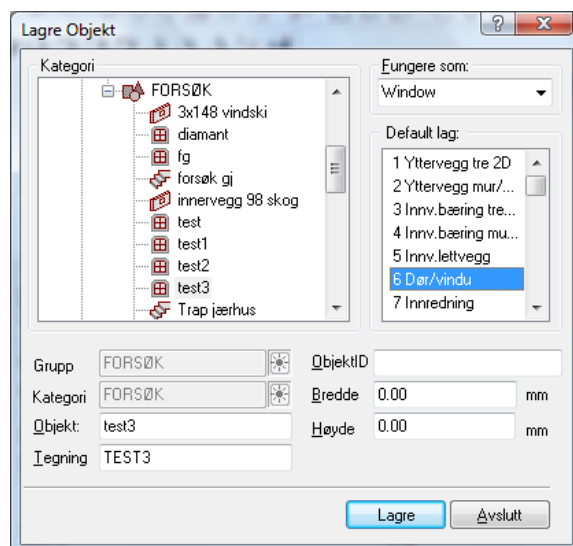 Lagre Objekt
Kategori
FORSØK
3x148 vindski
diamant
fg
forsøk gj
innervegg 98 skog
test
test1
test2
test3
Trap jærhus
Fungere som:
Window
Default lag:
1 Yttervegg tre 2D
2 Yttervegg mur/...
3 Innv.bæring tre...
4 Innv.bæring mu...
5 Innv.lettvegg
6 Dør/vindu
7 Innredning
Grupp FORSØK
Kategori FORSØK
Objekt: test3
Tegning TEST3
ObjektID
Bredde 0.00 mm
Høyde 0.00 mm
Lagre Avslutt